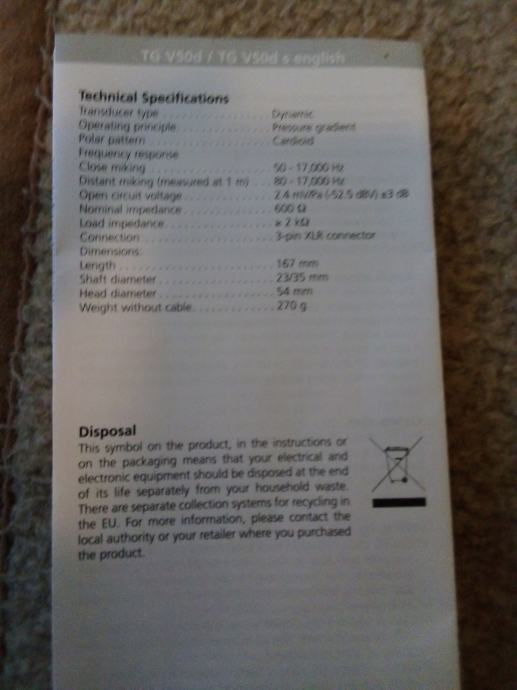 TG V50d / TG V50d s english
Technical Specifications
Transducer type . . . . . . . . . . . . . . . . Dynamic
Operating principle. . . . . . . . . . . . . . Pressure gradient
Polar pattern . . . . . . . . . . . . . . . . . . . Cardioid
Frequency response
Close miking . . . . . . . . . . . . . . . . . . . 50 - 17,000 Hz
Distant miking (measured at 1 m) . . . 80 - 17,000 Hz
Open circuit voltage . . . . . . . . . . . . . 2.4 mV/Pa (-52.5 dBV) ±3 dB
Nominal impedance. . . . . . . . . . . . . 600 Ω
Load impedance. . . . . . . . . . . . . . . . ≥ 2 kΩ
Connection . . . . . . . . . . . . . . . . . . . 3-pin XLR connector
Dimensions:
Length . . . . . . . . . . . . . . . . . . . . . . . 167 mm
Shaft diameter . . . . . . . . . . . . . . . . . 23/35 mm
Head diameter . . . . . . . . . . . . . . . . . 54 mm
Weight without cable. . . . . . . . . . . . 270 g
Disposal
This symbol on the product, in the instructions or
on the packaging means that your electrical and
electronic equipment should be disposed at the end
of its life separately from your household waste.
There are separate collection systems for recycling in
the EU. For more information, please contact the
local authority or your retailer where you purchased
the product.